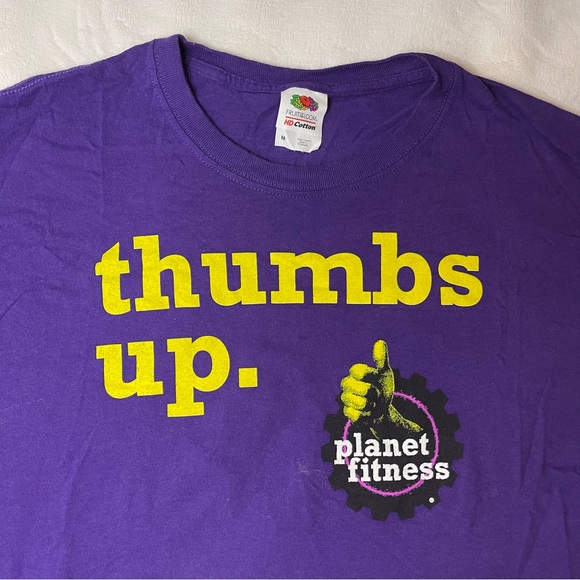 FRUIT OF THE LOOM
HD Cotton
M
thumbs
up.
planet
fitness